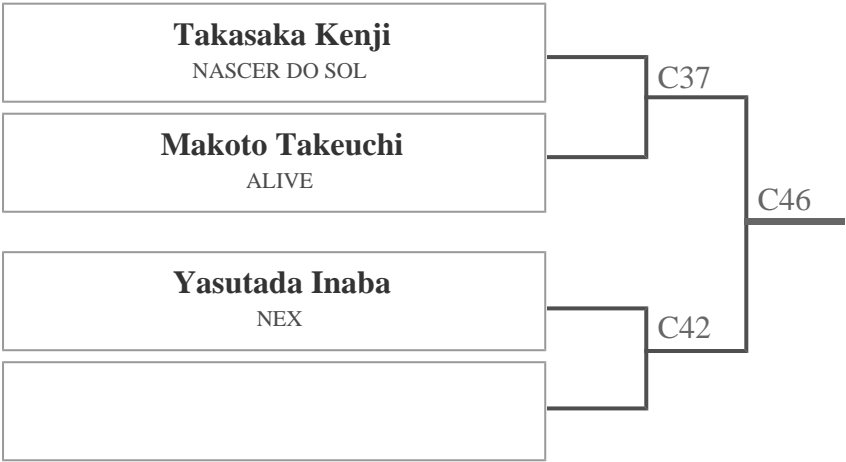 Takasaka Kenji
NASCER DO SOL
C37
Makoto Takeuchi
ALIVE
C46
Yasutada Inaba
NEX
C42